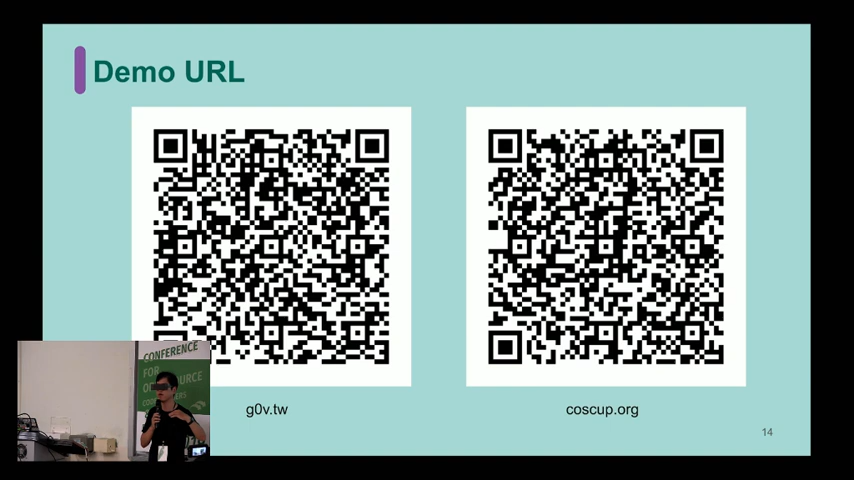 Demo URL
g0v.tw
coscup.org
14
CONFERENCE
FOR